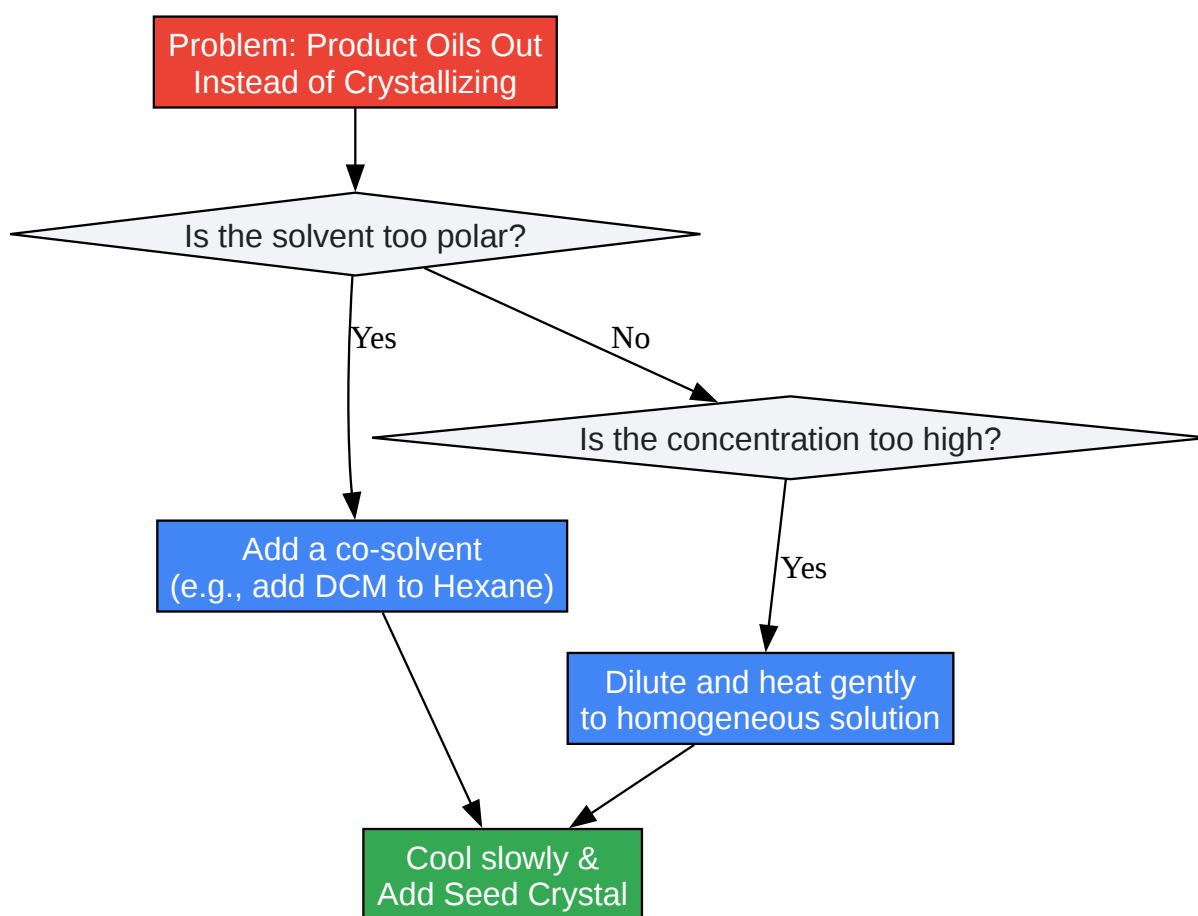 Problem: Product Oils Out
Instead of Crystallizing
Is the solvent too polar?
Yes
No
Is the concentration too high?
Add a co-solvent
(e.g., add DCM to Hexane)
Yes
Dilute and heat gently
to homogeneous solution
Cool slowly &
Add Seed Crystal